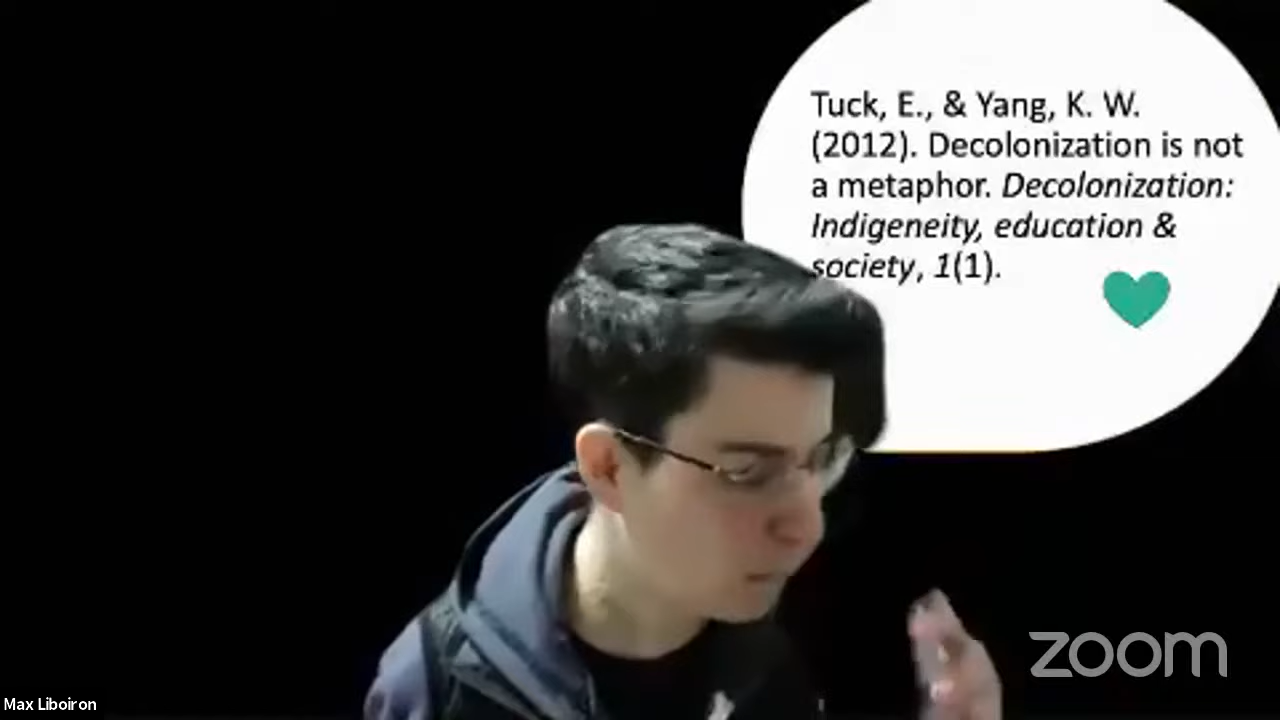 Tuck, E., & Yang, K. W.
(2012). Decolonization is not
a metaphor. Decolonization:
Indigeneity, education &
society, 1(1).
zoom
Max Liboiron